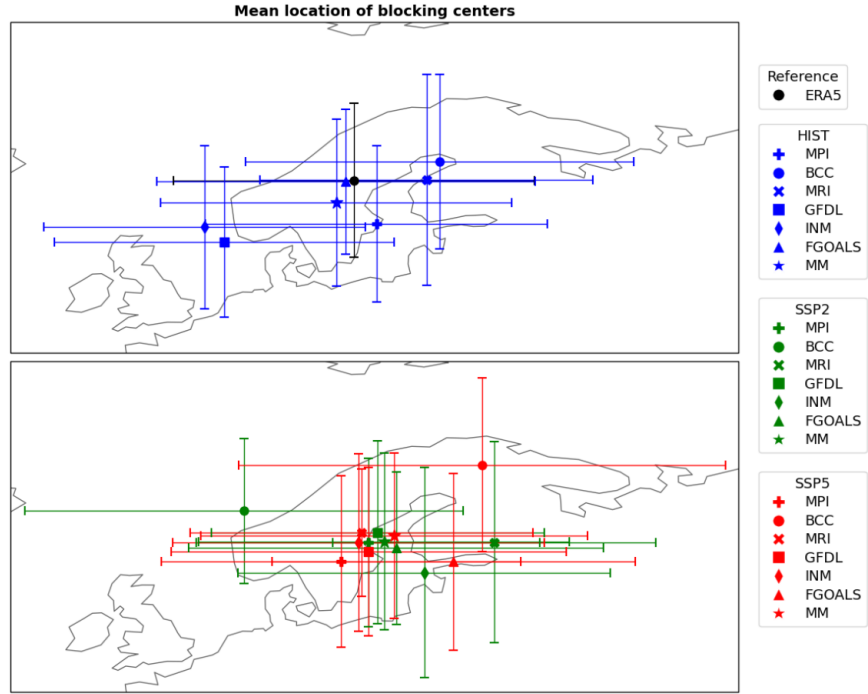 Mean location of blocking centers
Reference
ERA5
HIST
MPI
BCC
MRI
GFDL
INM
FGOALS
MM
SSP2
MPI
BCC
MRI
GFDL
INM
FGOALS
MM
SSP5
MPI
BCC
MRI
GFDL
INM
FGOALS
MM